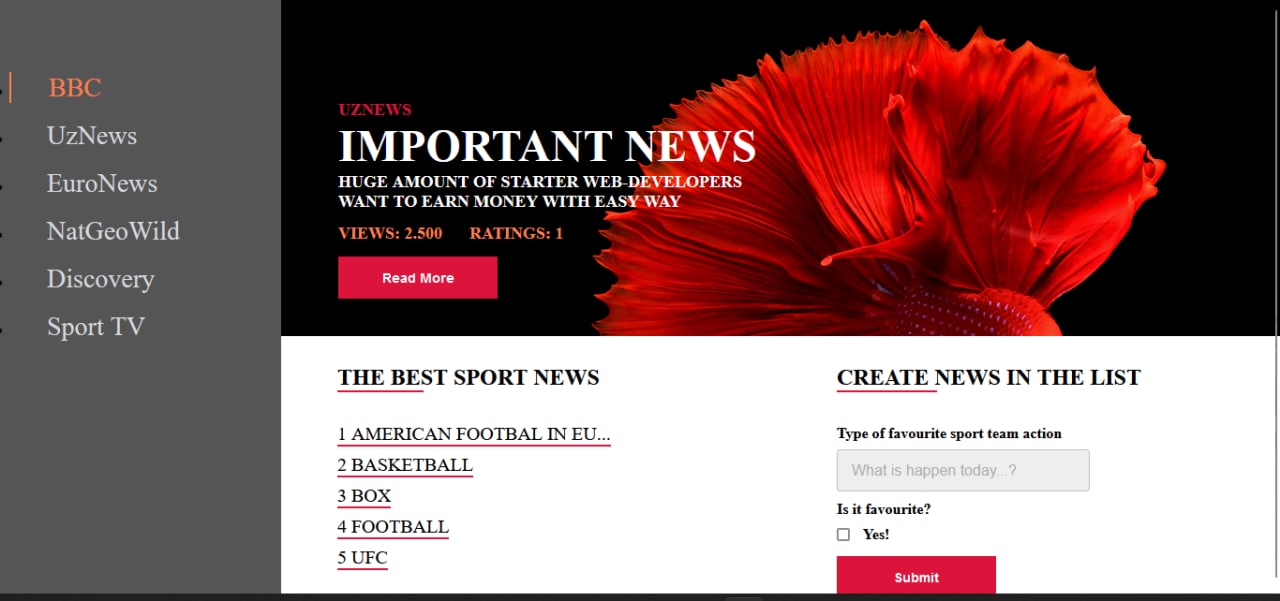 BBC
UzNews
EuroNews
NatGeoWild
Discovery
Sport TV
UZNEWS
IMPORTANT NEWS
HUGE AMOUNT OF STARTER WEB-DEVELOPERS
WANT TO EARN MONEY WITH EASY WAY
VIEWS: 2.500 RATINGS: 1
Read More
THE BEST SPORT NEWS
1 AMERICAN FOOTBAL IN EU...
2 BASKETBALL
3 BOX
4 FOOTBALL
5 UFC
CREATE NEWS IN THE LIST
Type of favourite sport team action
What is happen today...?
Is it favourite?
Yes!
Submit